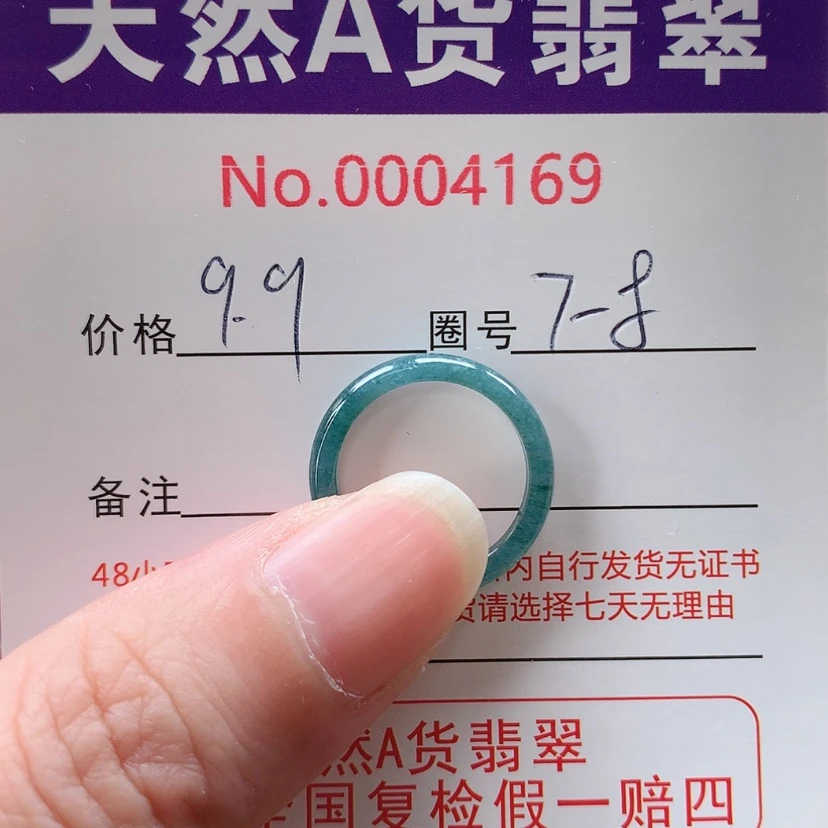 天然A货翡翠
No.0004169
价格 9.9 圈号 7-8
备注
48小 内自行发货无证书
请选择七天无理由
然A货翡翠
国复检假一赔四